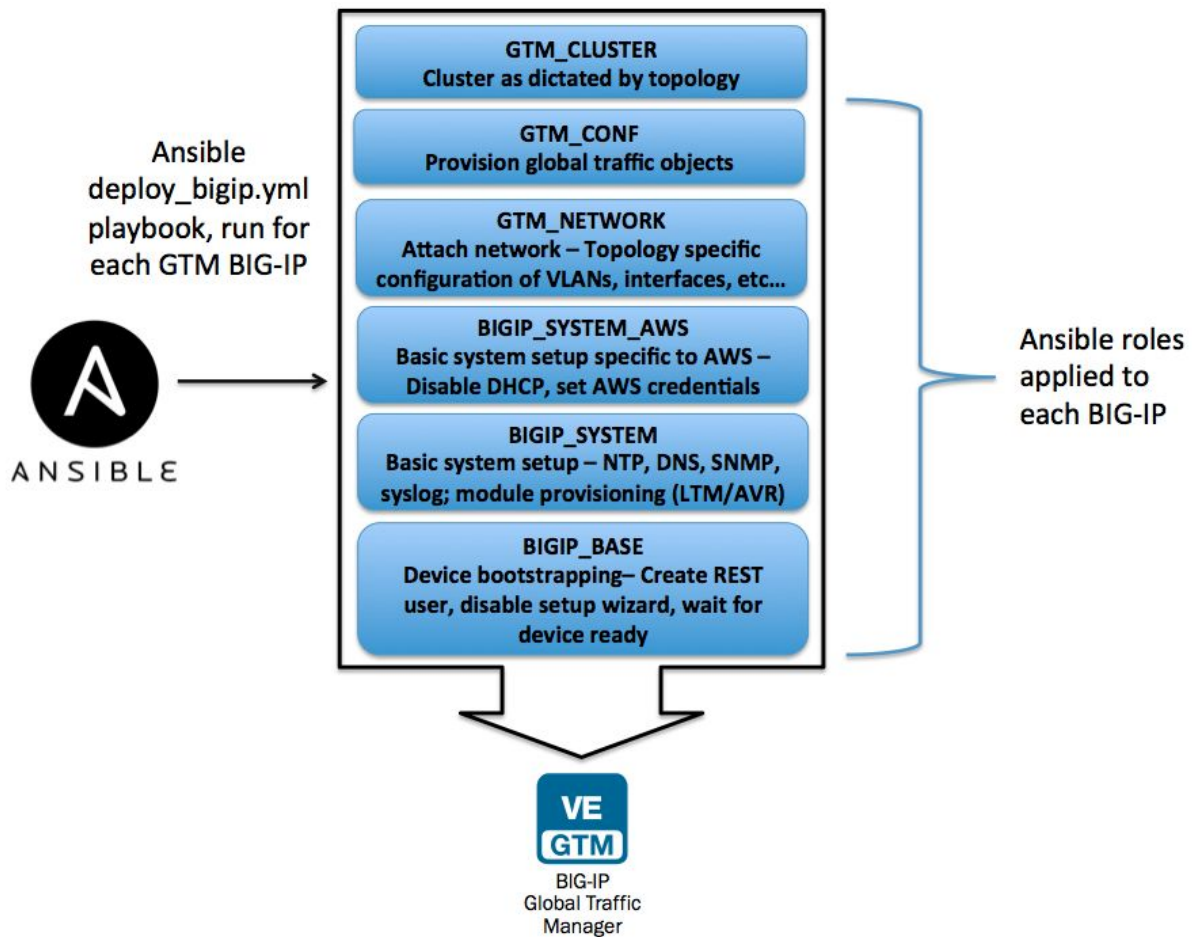 GTM_CLUSTER
Cluster as dictated by topology
GTM_CONF
Provision global traffic objects
GTM_NETWORK
Attach network – Topology specific
configuration of VLANs, interfaces, etc…
BIGIP_SYSTEM_AWS
Basic system setup specific to AWS –
Disable DHCP, set AWS credentials
BIGIP_SYSTEM
Basic system setup – NTP, DNS, SNMP,
syslog; module provisioning (LTM/AVR)
BIGIP_BASE
Device bootstrapping– Create REST
user, disable setup wizard, wait for
device ready
Ansible
deploy_bigip.yml
playbook, run for
each GTM BIG-IP
A
ANSIBLE
Ansible roles
applied to
each BIG-IP
VE
GTM
BIG-IP
Global Traffic
Manager